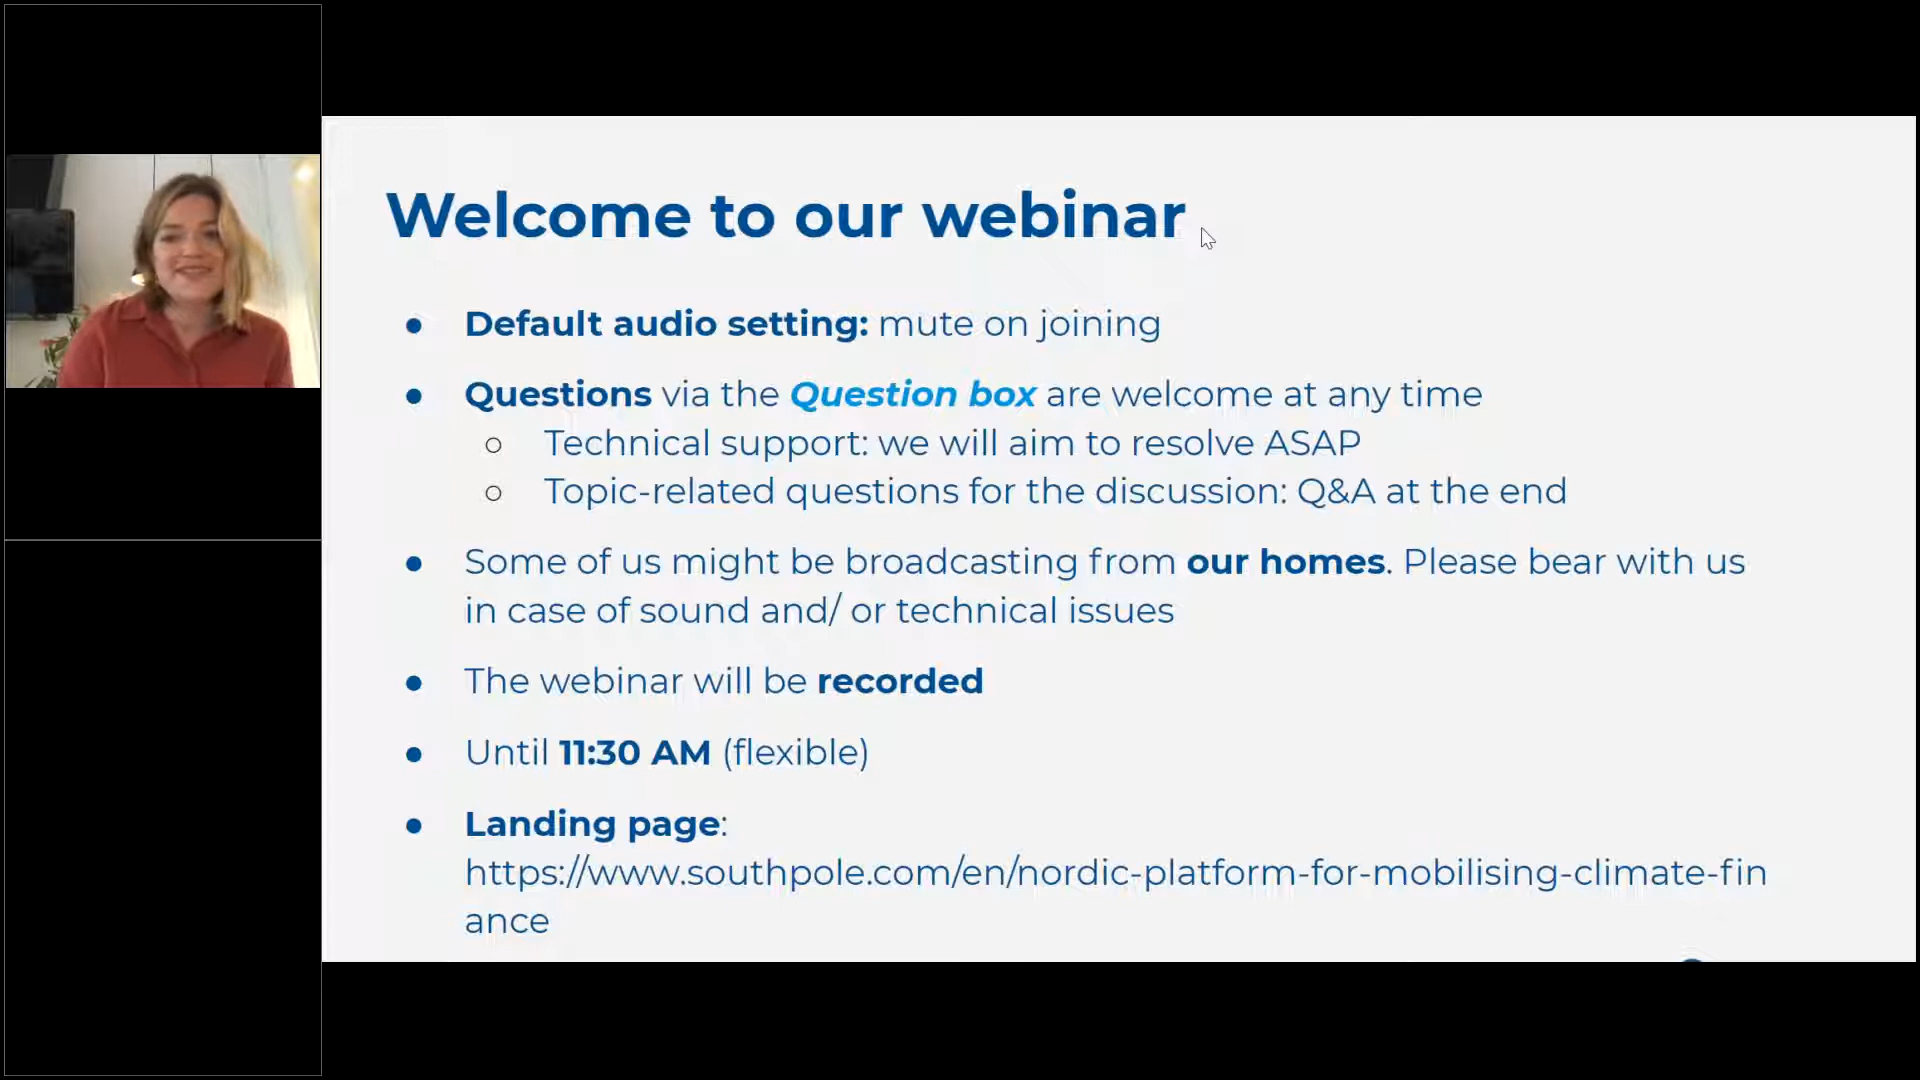 Welcome to our webinar
● Default audio setting: mute on joining
● Questions via the Question box are welcome at any time
○ Technical support: we will aim to resolve ASAP
○ Topic-related questions for the discussion: Q&A at the end
● Some of us might be broadcasting from our homes. Please bear with us
in case of sound and/ or technical issues
● The webinar will be recorded
● Until 11:30 AM (flexible)
● Landing page:
https://www.southpole.com/en/nordic-platform-for-mobilising-climate-fin
ance